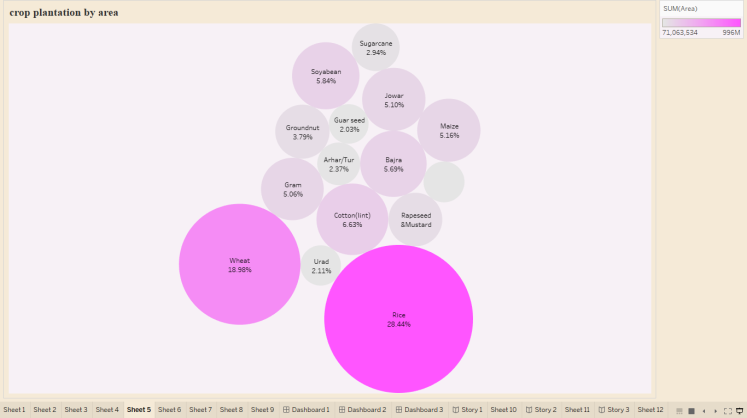 crop plantation by area
SUM(Area)
71,063,534 996M
Sugarcane
2.94%
Soyabean
5.84%
Jowar
5.10%
Guar seed
2.03%
Groundnut
3.79%
Maize
5.16%
Arhar/Tur
2.37%
Bajra
5.69%
Gram
5.06%
Cotton(lint)
6.63%
Rapeseed
&Mustard
Wheat
18.98%
Urad
2.11%
Rice
28.44%
Sheet 1 Sheet 2 Sheet 3 Sheet 4 Sheet 5 Sheet 6 Sheet 7 Sheet 8 Sheet 9 Dashboard 1 Dashboard 2 Dashboard 3 Story 1 Sheet 10 Story 2 Sheet 11 Story 3 Sheet 12